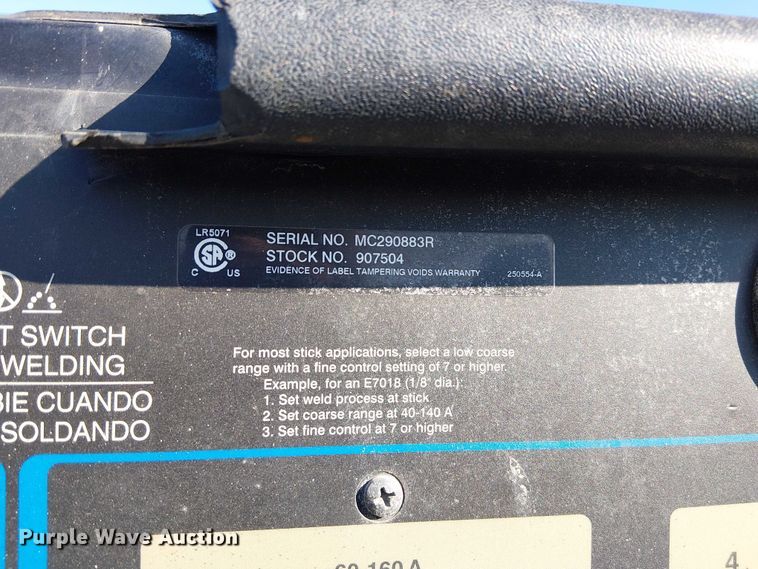 LR5071
SERIAL NO. MC290883R
SA
STOCK NO. 907504
C US
EVIDENCE OF LABEL TAMPERING VOIDS WARRANTY 250554-A
T SWITCH
WELDING
BIE CUANDO
SOLDANDO
For most stick applications, select a low coarse
range with a fine control setting of 7 or higher.
Example, for an E7018 (1/8" dia.):
1. Set weld process at stick
2. Set coarse range at 40-140 A
3. Set fine control at 7 or higher
60-160 A
4
Purple Wave Auction